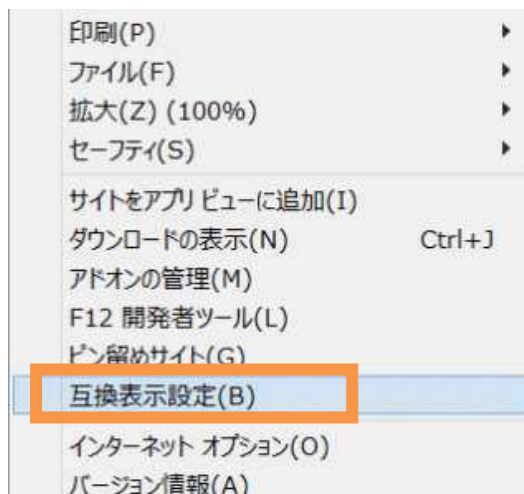 印刷(P)
ファイル(F)
拡大(Z) (100%)
セーフティ(S)
サイトをアプリ ビューに追加(I)
ダウンロードの表示(N) Ctrl+J
アドオンの管理(M)
F12 開発者ツール(L)
ピン留めサイト(G)
互換表示設定(B)
インターネット オプション(O)
バージョン情報(A)